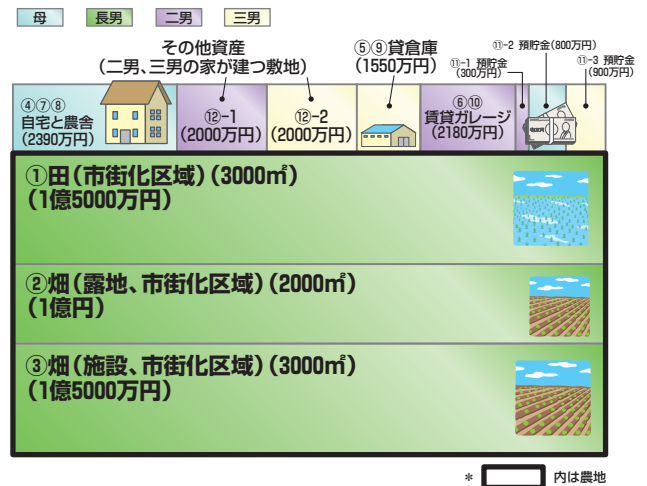 母 長男 二男 三男
その他資産
(二男、三男の家が建つ敷地)
⑤⑨貸倉庫
(1550万円)
⑪-1 預貯金
(300万円)
⑪-2 預貯金(800万円)
⑪-3 預貯金
(900万円)
④⑦⑧
自宅と農舎
(2390万円)
⑫-1
(2000万円)
⑫-2
(2000万円)
⑥⑩
賃貸ガレージ
(2180万円)
①田(市街化区域)(3000㎡)
(1億5000万円)
②畑(露地、市街化区域)(2000㎡)
(1億円)
③畑(施設、市街化区域)(3000㎡)
(1億5000万円)
* 内は農地